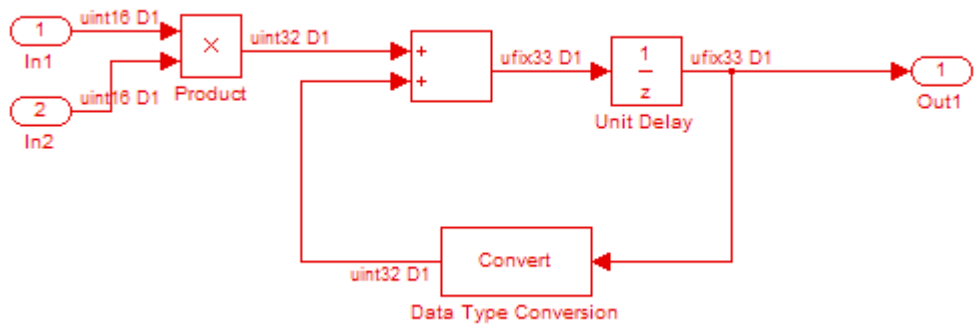 uint16 D1
1
In1
×
Product
uint32 D1
uint16 D1
2
In2
+
+
ufix33 D1
1
z
Unit Delay
ufix33 D1
1
Out1
Convert
uint32 D1
Data Type Conversion